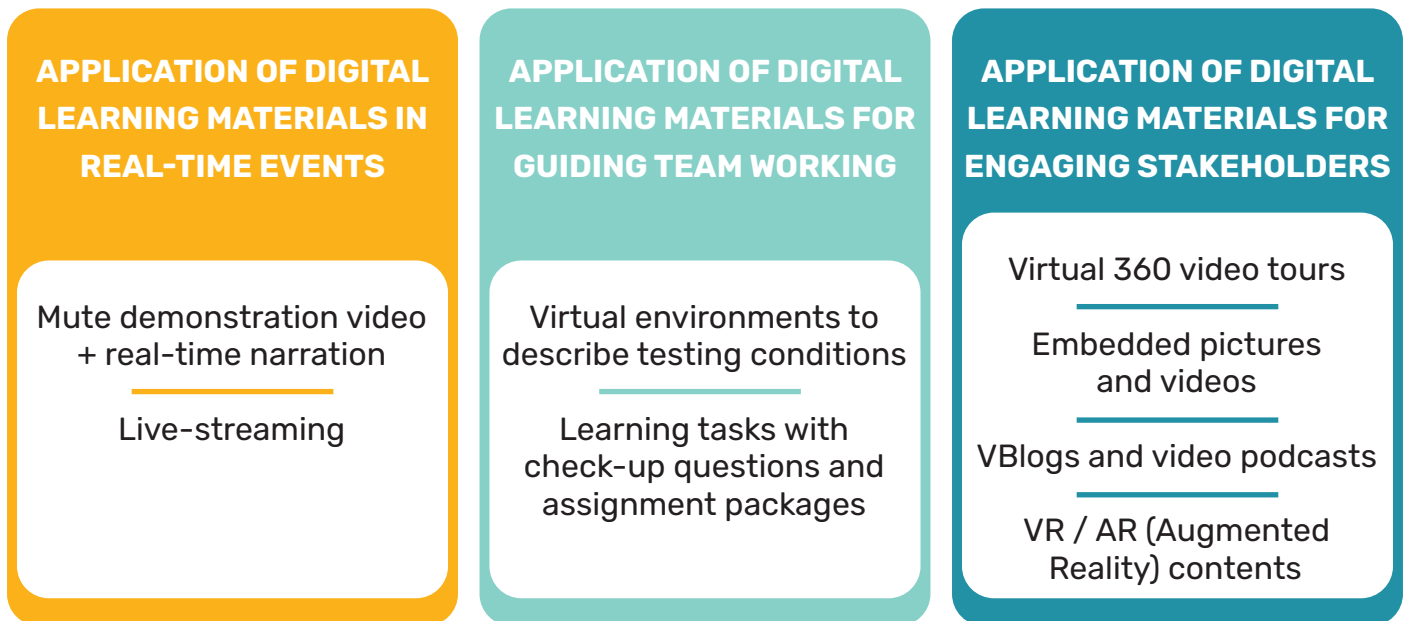 APPLICATION OF DIGITAL
LEARNING MATERIALS IN
REAL-TIME EVENTS
Mute demonstration video
+ real-time narration
Live-streaming
APPLICATION OF DIGITAL
LEARNING MATERIALS FOR
GUIDING TEAM WORKING
Virtual environments to
describe testing conditions
Learning tasks with
check-up questions and
assignment packages
APPLICATION OF DIGITAL
LEARNING MATERIALS FOR
ENGAGING STAKEHOLDERS
Virtual 360 video tours
Embedded pictures
and videos
VBlogs and video podcasts
VR / AR (Augmented
Reality) contents